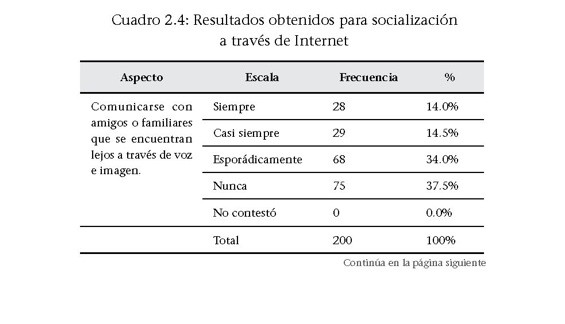 Cuadro 2.4: Resultados obtenidos para socialización
a través de Internet
Aspecto Escala Frecuencia %
Comunicarse con
amigos o familiares
que se encuentran
lejos a través de voz
e imagen.
Siempre 28 14.0%
Casi siempre 29 14.5%
Esporádicamente 68 34.0%
Nunca 75 37.5%
No contestó 0 0.0%
Total 200 100%
Continúa en la página siguiente